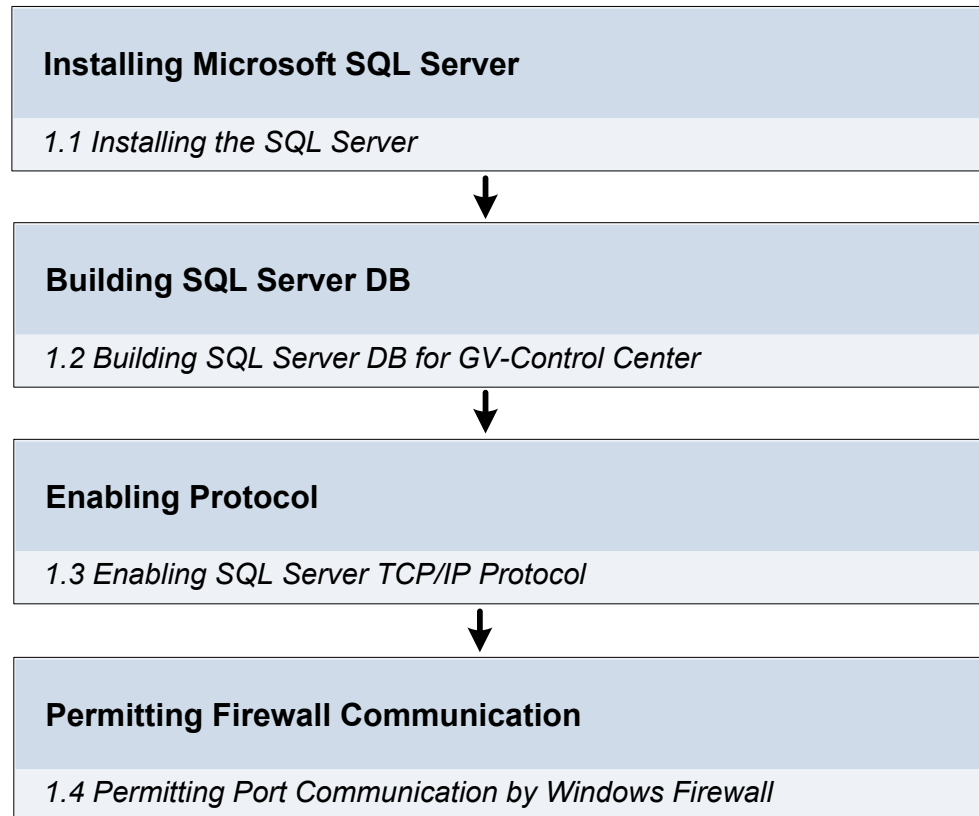 Installing Microsoft SQL Server
1.1 Installing the SQL Server
Building SQL Server DB
1.2 Building SQL Server DB for GV-Control Center
Enabling Protocol
1.3 Enabling SQL Server TCP/IP Protocol
Permitting Firewall Communication
1.4 Permitting Port Communication by Windows Firewall